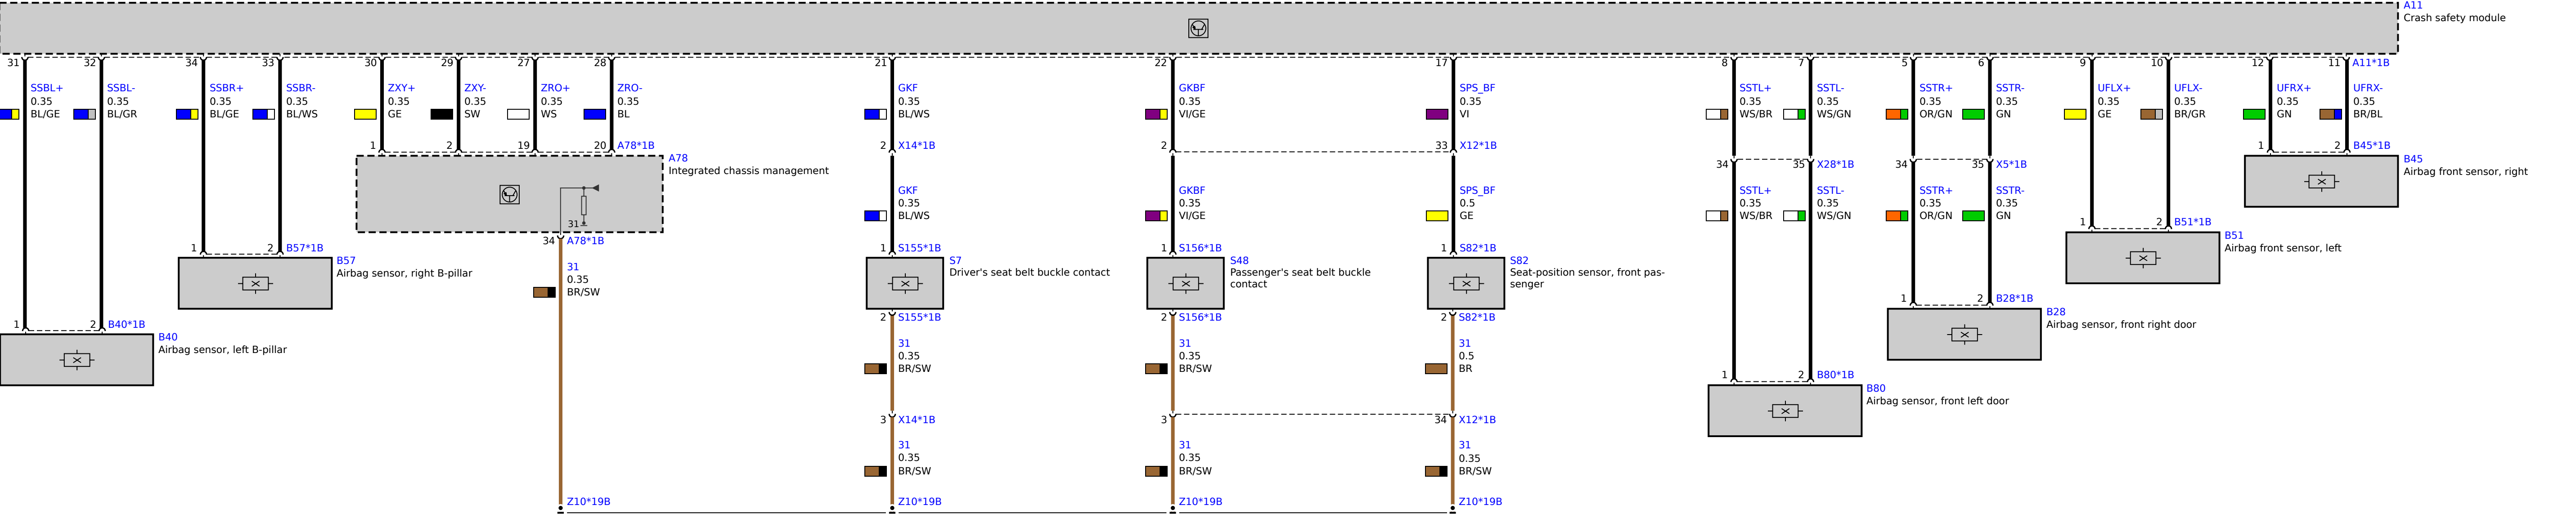 A11
Crash safety module
31 32 34 33 30 29 27 28 21 22 17 8 7 5 6 9 10 12 11 A11*1B
SSBL+ SSBL- SSBR+ SSBR- ZXY+ ZXY- ZRO+ ZRO- GKF GKBF SPS_BF SSTL+ SSTL- SSTR+ SSTR- UFLX+ UFLX- UFRX+ UFRX-
0.35 0.35 0.35 0.35 0.35 0.35 0.35 0.35 0.35 0.35 0.35 0.35 0.35 0.35 0.35 0.35 0.35 0.35 0.35
BL/GE BL/GR BL/GE BL/WS GE SW WS BL BL/WS VI/GE VI WS/BR WS/GN OR/GN GN GE BR/GR GN BR/BL
1 2 19 20 A78*1B 2 X14*1B 2 33 X12*1B 1 2 B45*1B
A78
Integrated chassis management
B45
Airbag front sensor, right
34 35 X28*1B 34 35 X5*1B
GKF GKBF SPS_BF SSTL+ SSTL- SSTR+ SSTR-
0.35 0.35 0.5 0.35 0.35 0.35 0.35
BL/WS VI/GE GE WS/BR WS/GN OR/GN GN
31
1 2 B51*1B
34 A78*1B
B51
Airbag front sensor, left
1 2 B57*1B 1 S155*1B 1 S156*1B 1 S82*1B
B57
Airbag sensor, right B-pillar
31
0.35
BR/SW
S7
Driver's seat belt buckle contact
S48
Passenger's seat belt buckle
contact
S82
Seat-position sensor, front pas-
senger
1 2 B28*1B
B28
Airbag sensor, front right door
1 2 B40*1B 2 S155*1B 2 S156*1B 2 S82*1B
B40
Airbag sensor, left B-pillar
31 31 31
0.35 0.35 0.5
BR/SW BR/SW BR
1 2 B80*1B
B80
Airbag sensor, front left door
3 X14*1B 3 34 X12*1B
31 31 31
0.35 0.35 0.35
BR/SW BR/SW BR/SW
Z10*19B Z10*19B Z10*19B Z10*19B